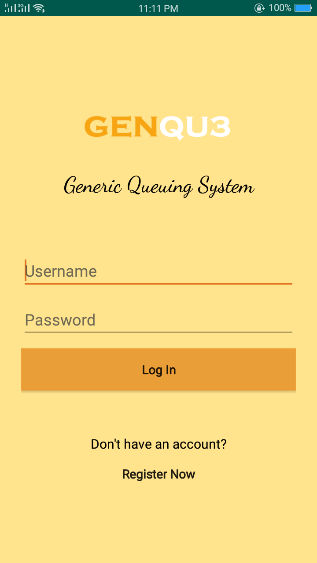 11:11 PM
100%
GENQU3
Generic Queuing System
Username
Password
Log In
Don't have an account?
Register Now